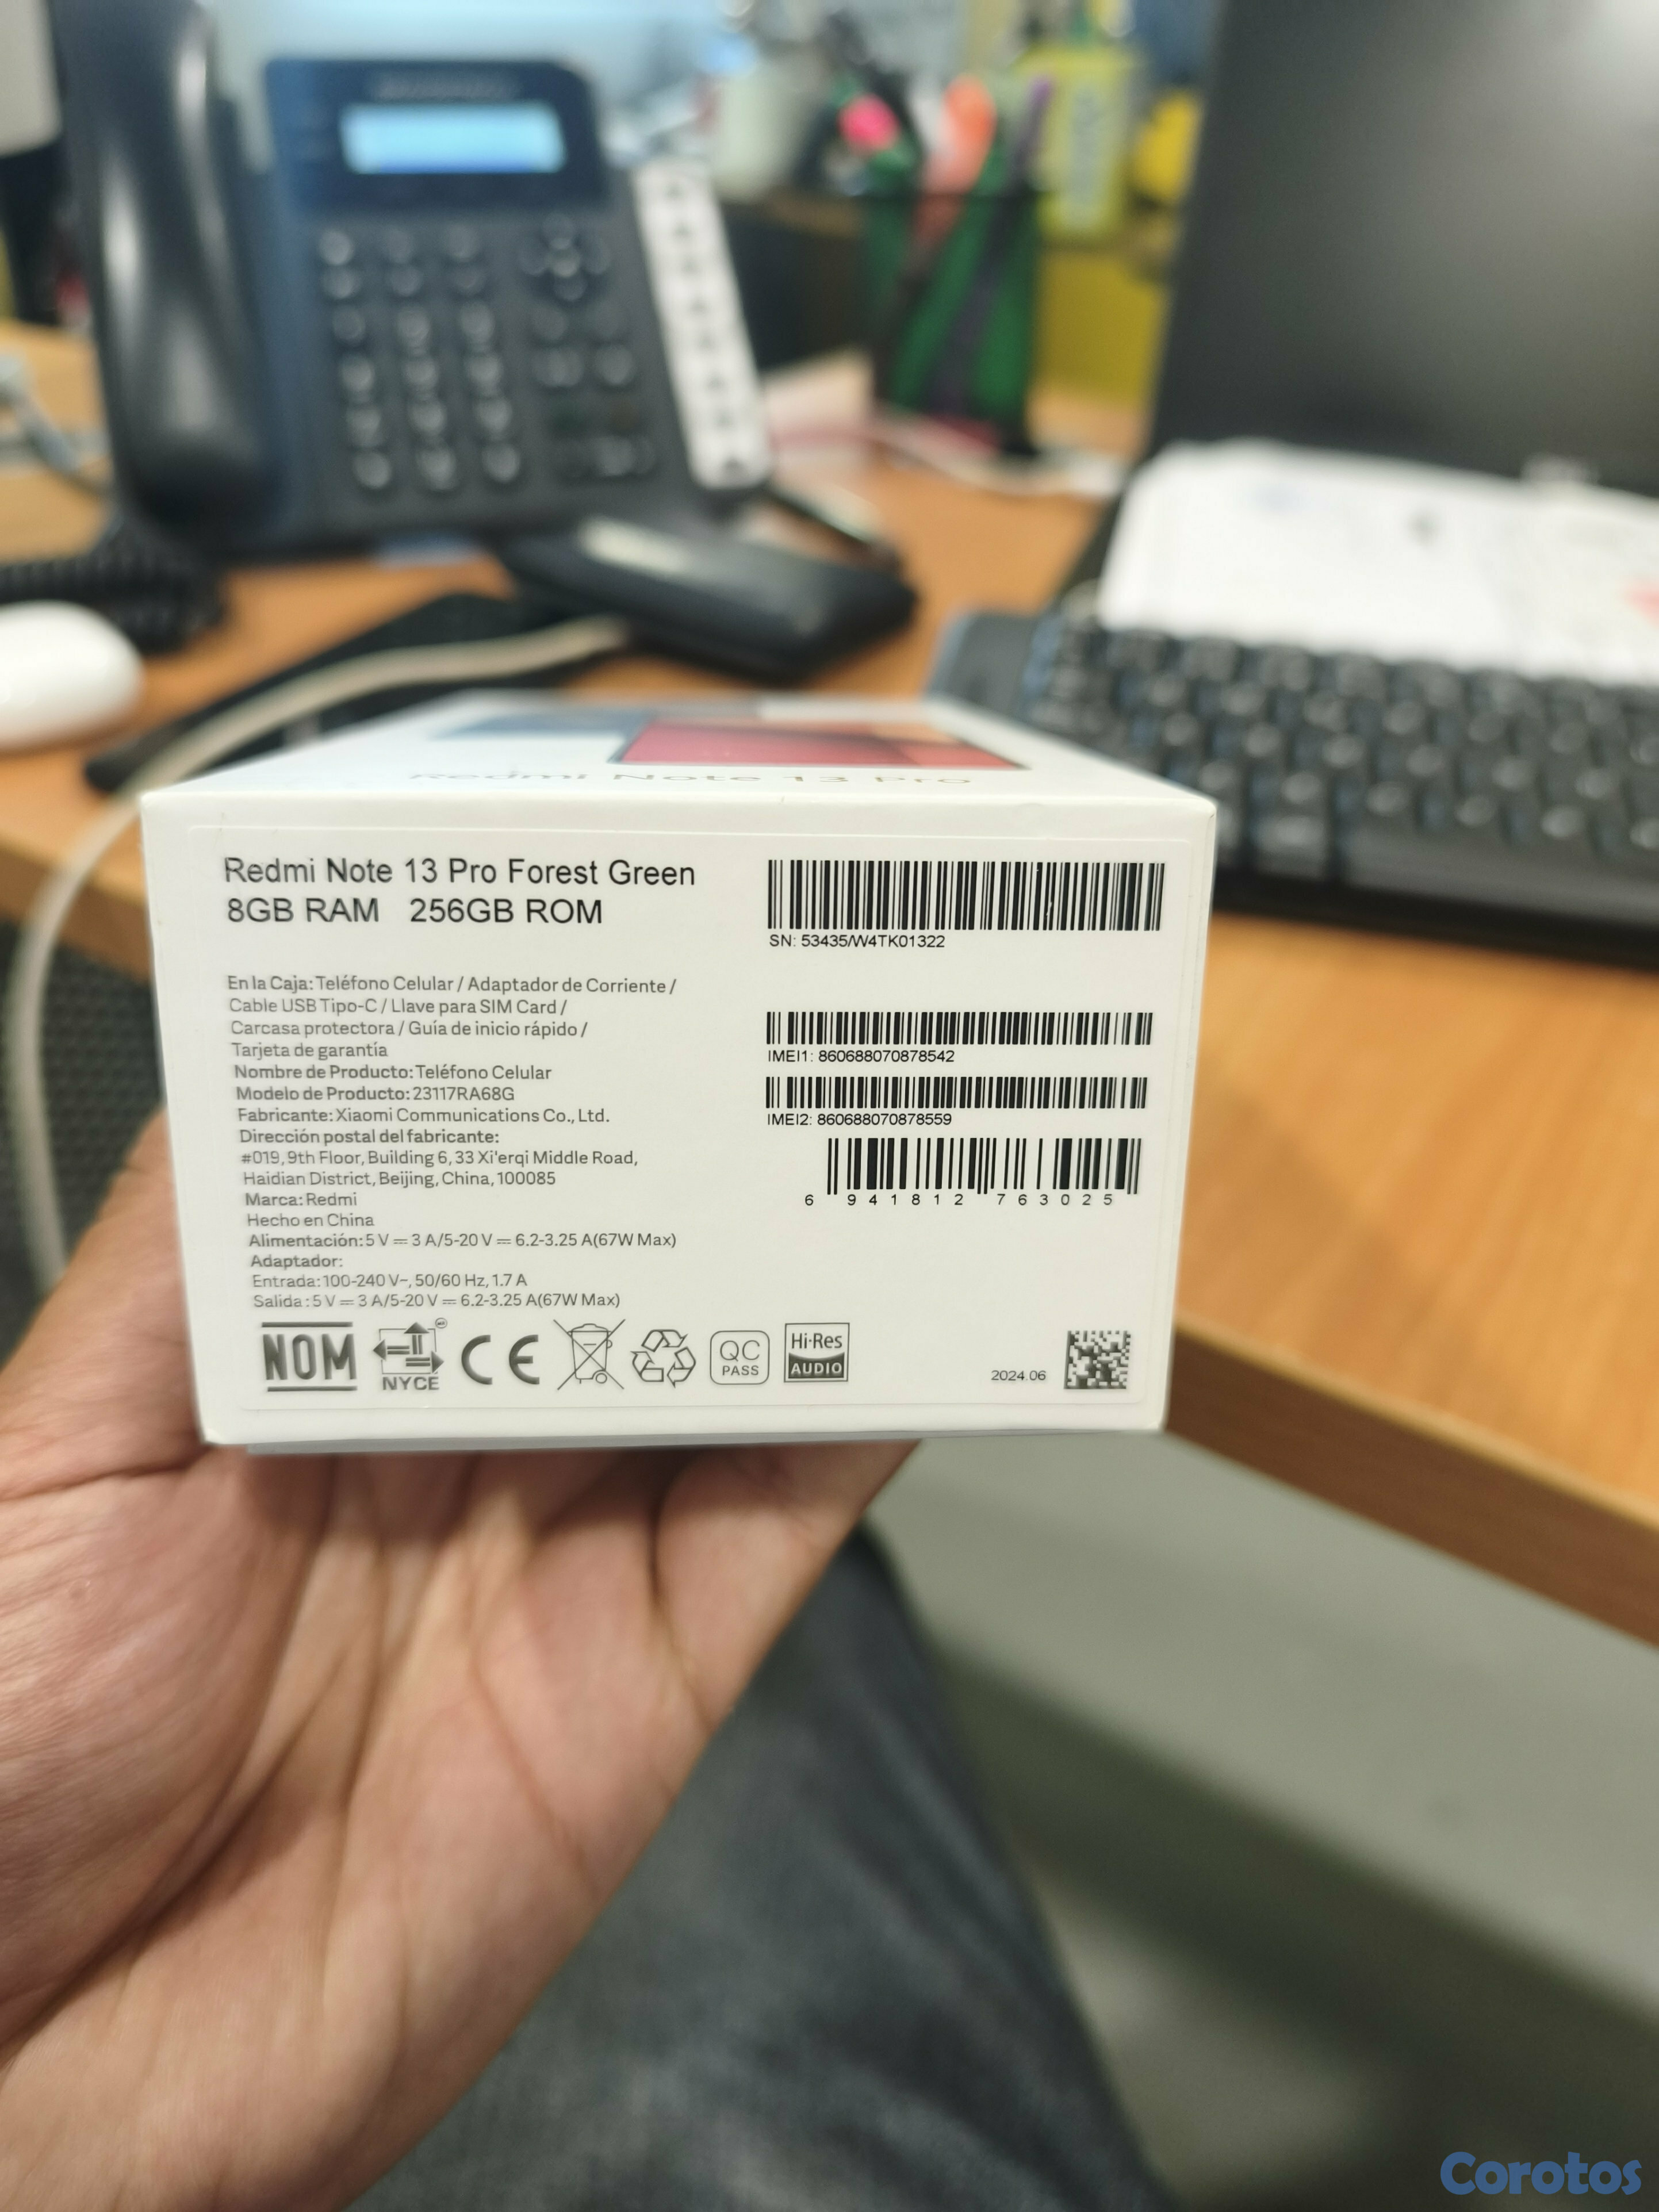 Redmi Note 13 Pro
Redmi Note 13 Pro Forest Green
8GB RAM 256GB ROM
En la Caja: Teléfono Celular / Adaptador de Corriente /
Cable USB Tipo-C / Llave para SIM Card /
Carcasa protectora / Guía de inicio rápido /
Tarjeta de garantía
Nombre de Producto: Teléfono Celular
Modelo de Producto: 23117RA68G
Fabricante: Xiaomi Communications Co., Ltd.
Dirección postal del fabricante:
#019, 9th Floor, Building 6, 33 Xi'erqi Middle Road,
Haidian District, Beijing, China, 100085
Marca: Redmi
Hecho en China
Alimentación: 5 V ⎓ 3 A/5-20 V ⎓ 6.2-3.25 A(67W Max)
Adaptador:
Entrada: 100-240 V~, 50/60 Hz, 1.7 A
Salida: 5 V ⎓ 3 A/5-20 V ⎓ 6.2-3.25 A(67W Max)
NOM
NYCE
CE
QC
PASS
Hi-Res
AUDIO
SN: 53435/W4TK01322
IMEI1: 860688070878542
IMEI2: 860688070878559
6 941812 763025
2024.06
Corotos